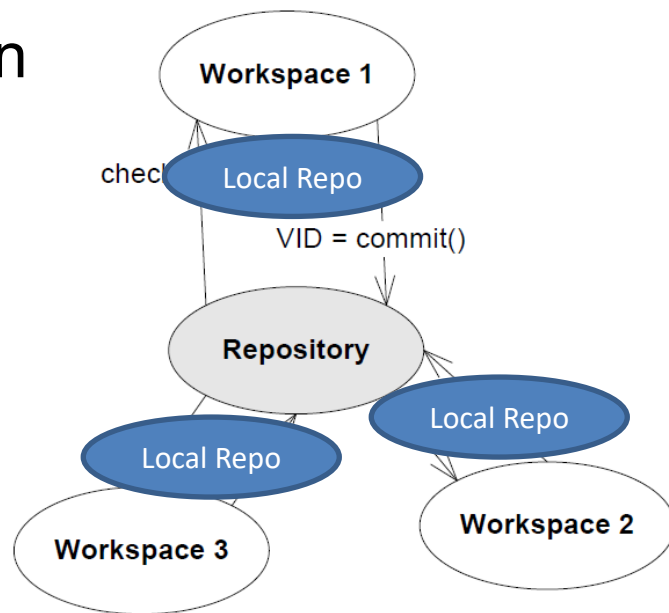 n
Workspace 1
Local Repo
chec
VID = commit()
Repository
Local Repo
Local Repo
Workspace 2
Workspace 3